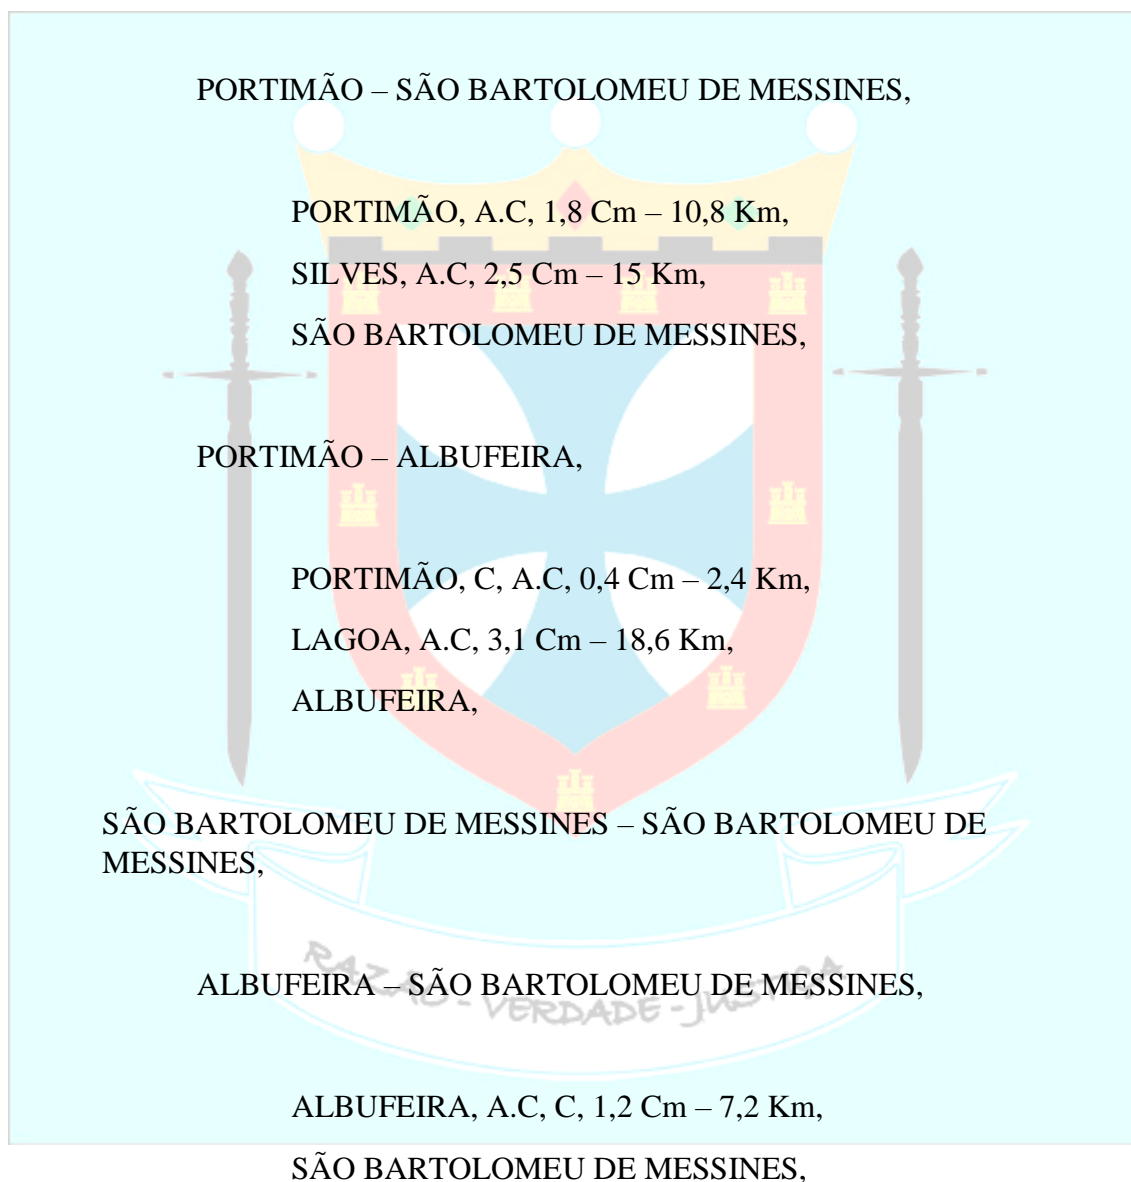 PORTIMÃO – SÃO BARTOLOMEU DE MESSINES,
PORTIMÃO, A.C, 1,8 Cm – 10,8 Km,
SILVES, A.C, 2,5 Cm – 15 Km,
SÃO BARTOLOMEU DE MESSINES,
PORTIMÃO – ALBUFEIRA,
PORTIMÃO, C, A.C, 0,4 Cm – 2,4 Km,
LAGOA, A.C, 3,1 Cm – 18,6 Km,
ALBUFEIRA,
SÃO BARTOLOMEU DE MESSINES – SÃO BARTOLOMEU DE
MESSINES,
ALBUFEIRA – SÃO BARTOLOMEU DE MESSINES,
RAZÃO - VERDADE - JUSTIÇA
ALBUFEIRA, A.C, C, 1,2 Cm – 7,2 Km,
SÃO BARTOLOMEU DE MESSINES,